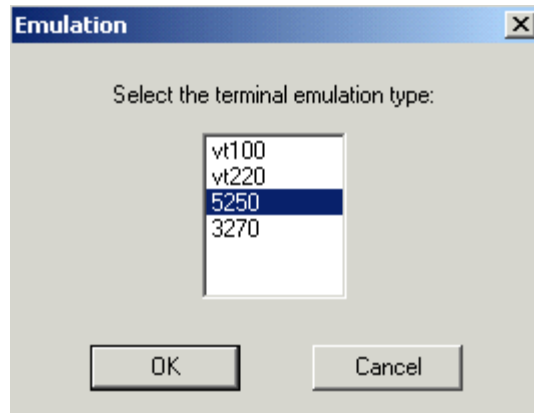 Emulation
Select the terminal emulation type:
vt100
vt220
5250
3270
OK Cancel